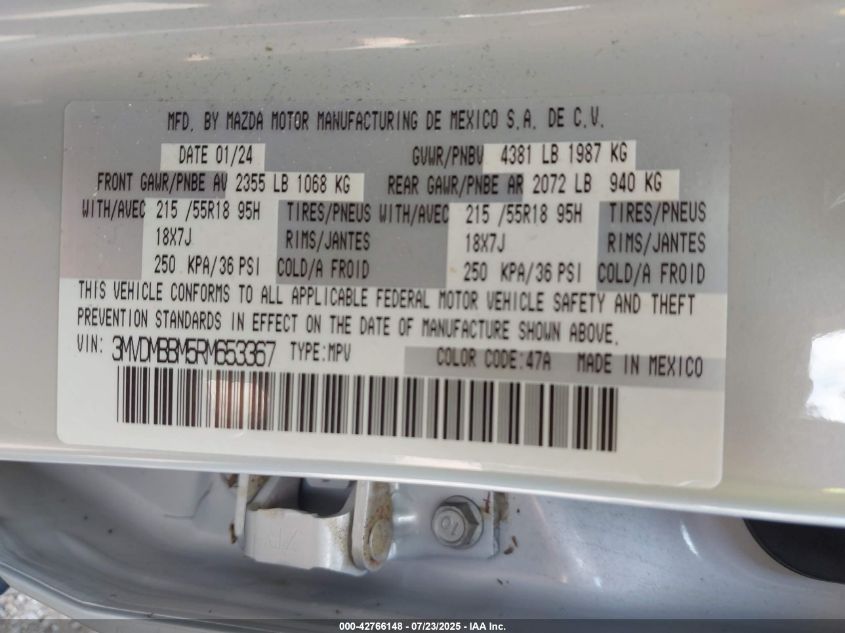 MFD. BY MAZDA MOTOR MANUFACTURING DE MEXICO S.A. DE C.V.
DATE 01/24 GVWR/PNBV 4381 LB 1987 KG
FRONT GAWR/PNBE AV 2355 LB 1068 KG REAR GAWR/PNBE AR 2072 LB 940 KG
WITH/AVEC 215 /55R18 95H TIRES/PNEUS WITH/AVEC 215 /55R18 95H TIRES/PNEUS
18X7J RIMS/JANTES 18X7J RIMS/JANTES
250 KPA/36 PSI COLD/A FROID 250 KPA/36 PSI COLD/A FROID
THIS VEHICLE CONFORMS TO ALL APPLICABLE FEDERAL MOTOR VEHICLE SAFETY AND THEFT
PREVENTION STANDARDS IN EFFECT ON THE DATE OF MANUFACTURE SHOWN ABOVE.
VIN: 3MVDMBBM5RM653367 TYPE:MPV COLOR CODE:47A MADE IN MEXICO
000-42766148 - 07/23/2025 - IAA Inc.